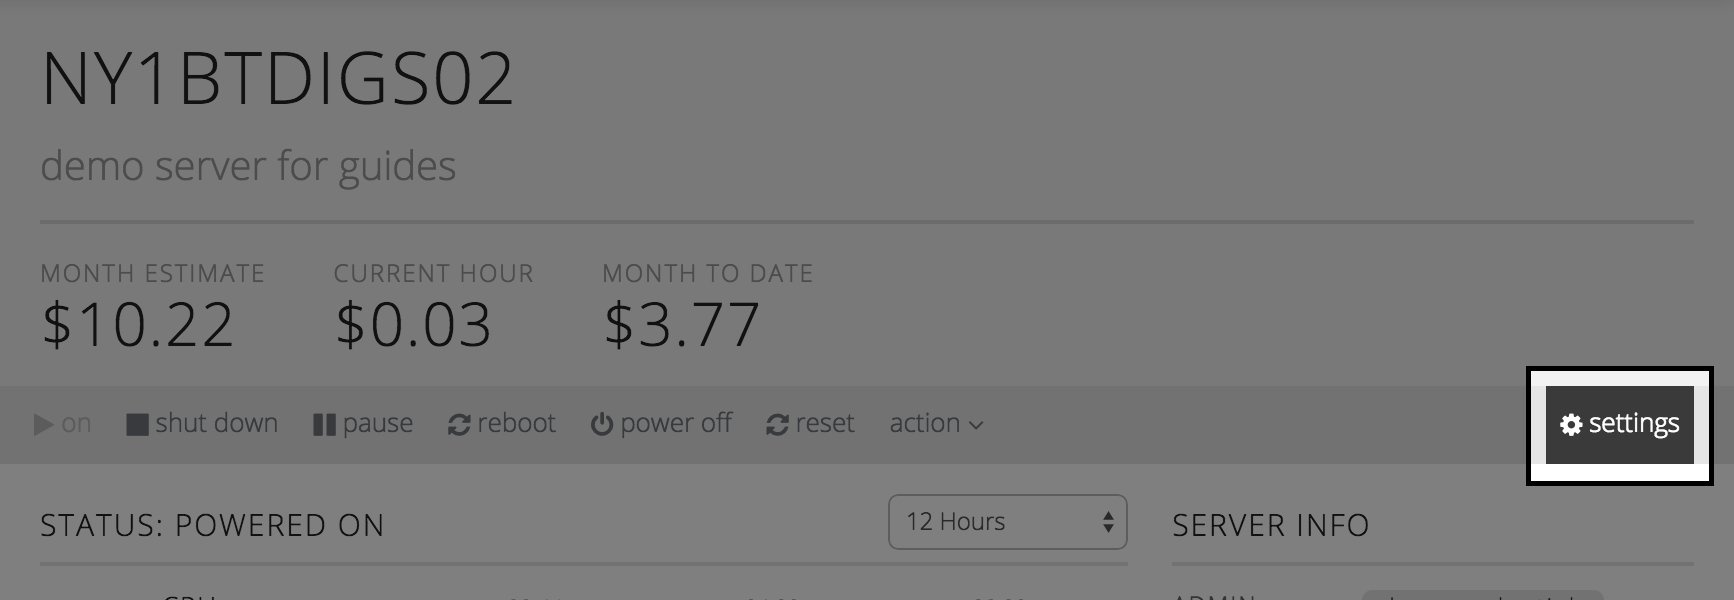 NY1BTDIGS02
demo server for guides
MONTH ESTIMATE CURRENT HOUR MONTH TO DATE
$10.22 $0.03 $3.77
on shut down pause reboot power off reset action settings
STATUS: POWERED ON 12 Hours SERVER INFO